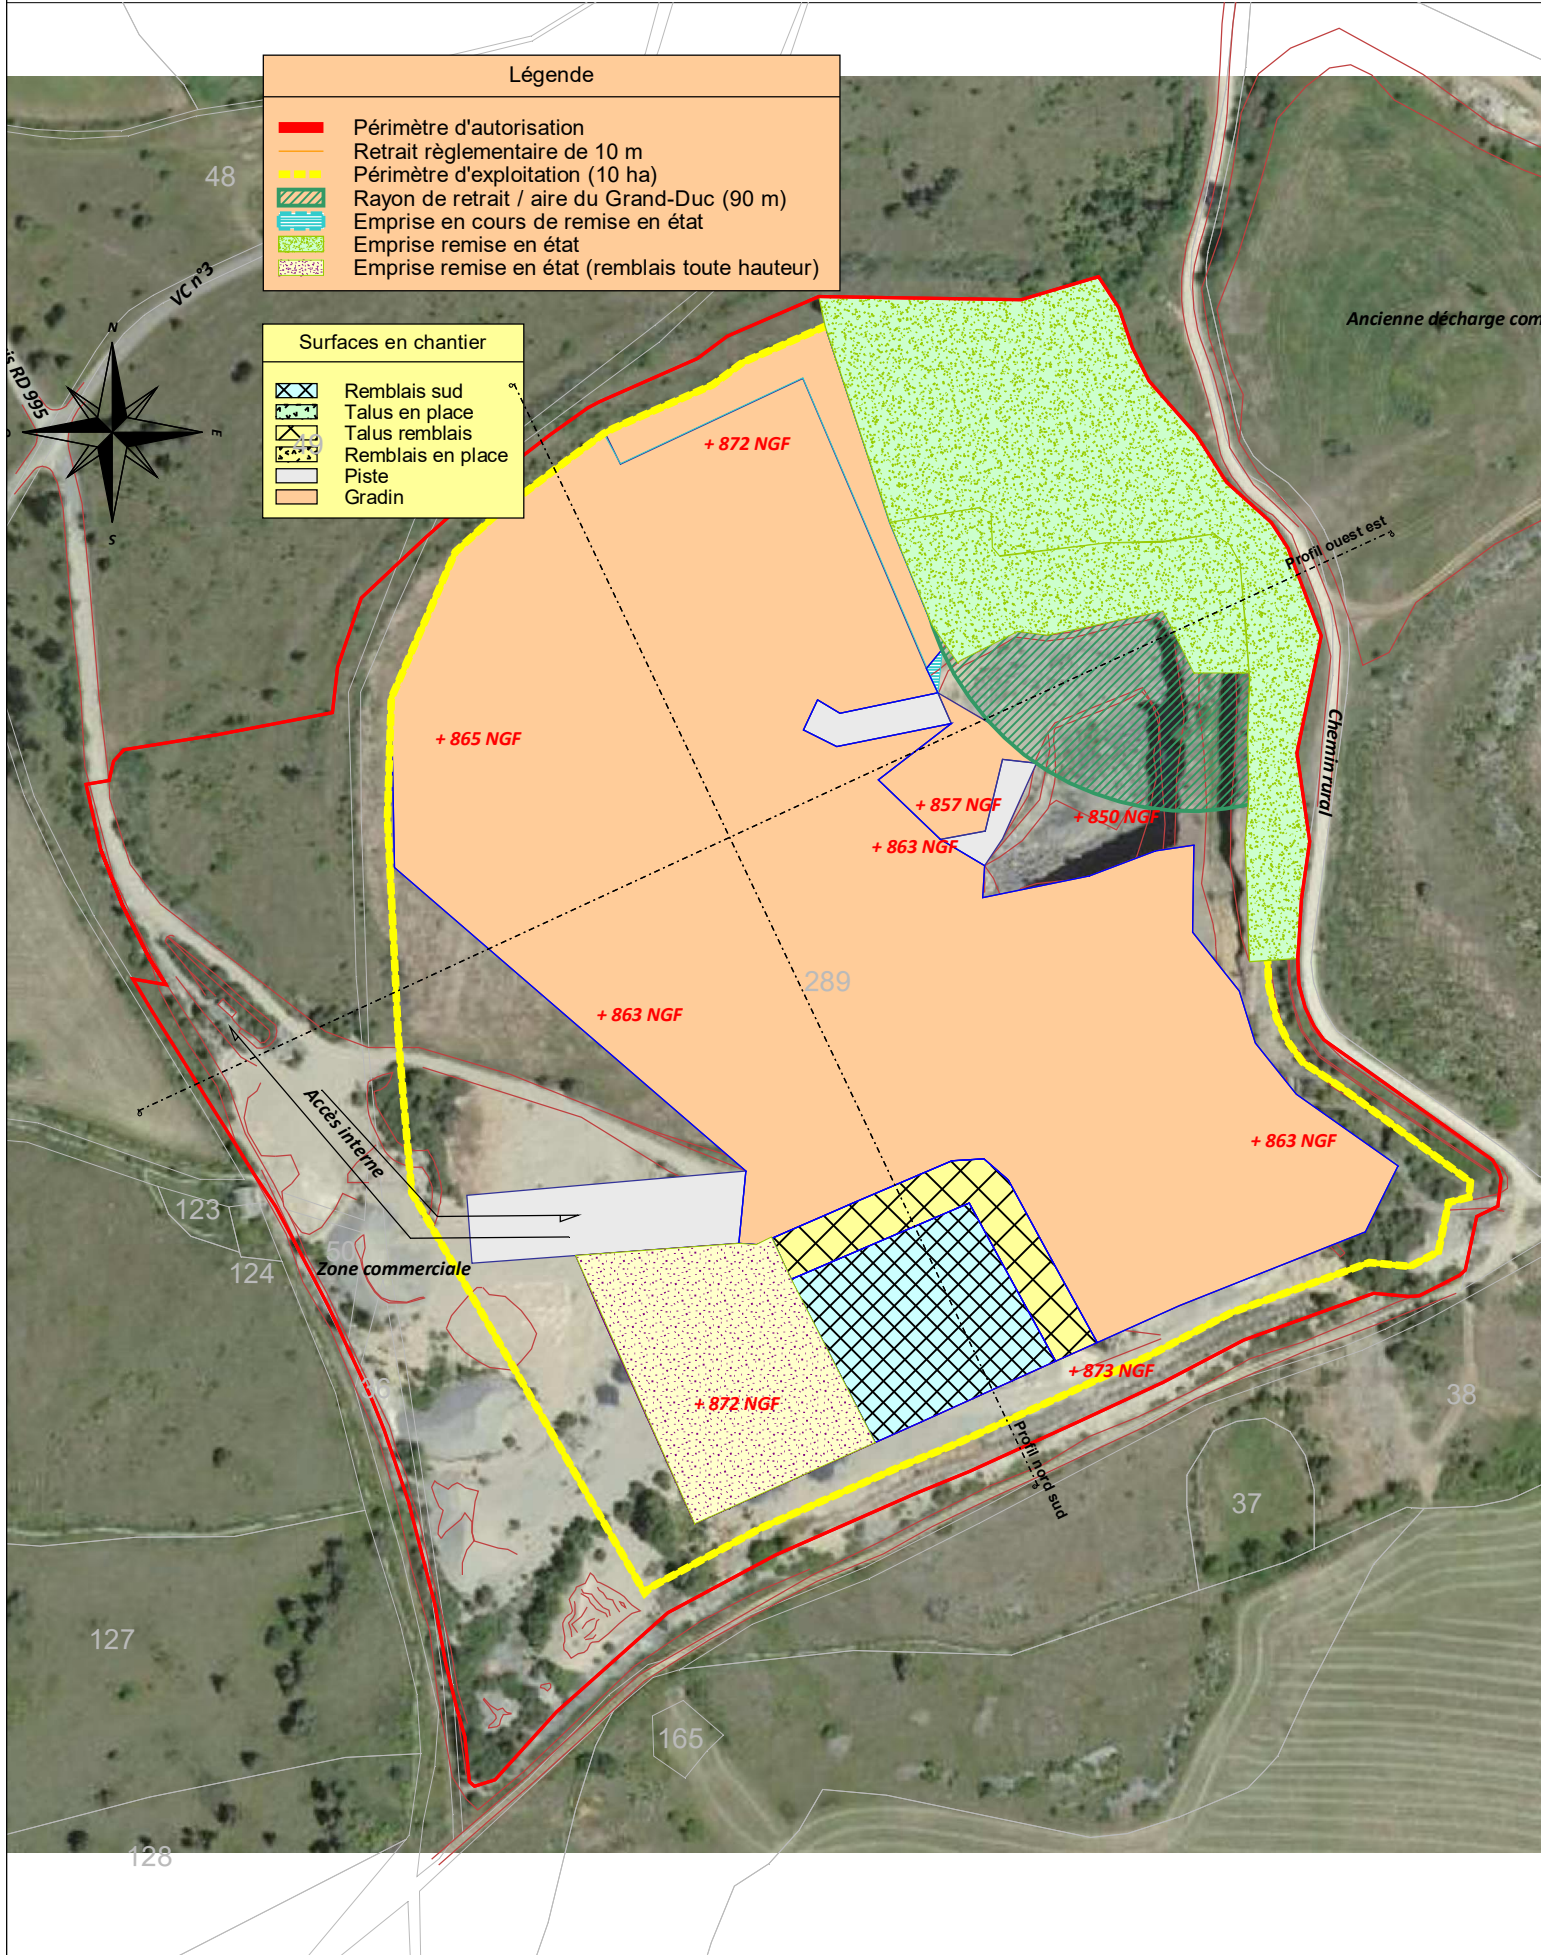 Légende
Périmètre d'autorisation
Retrait règlementaire de 10 m
Périmètre d'exploitation (10 ha)
Rayon de retrait / aire du Grand-Duc (90 m)
Emprise en cours de remise en état
Emprise remise en état
Emprise remise en état (remblais toute hauteur)
48
VC n°3
Surfaces en chantier
Remblais sud
Talus en place
Talus remblais
Remblais en place
Piste
Gradin
49
N
E
S
RD 995
Ancienne décharge com
+ 872 NGF
Profil ouest est
+ 865 NGF
Chemin rural
+ 857 NGF
+ 850 NGF
+ 863 NGF
289
+ 863 NGF
Accès interne
+ 863 NGF
123
50
124
Zone commerciale
+ 873 NGF
36
+ 872 NGF
38
Profil nord sud
37
127
165
128